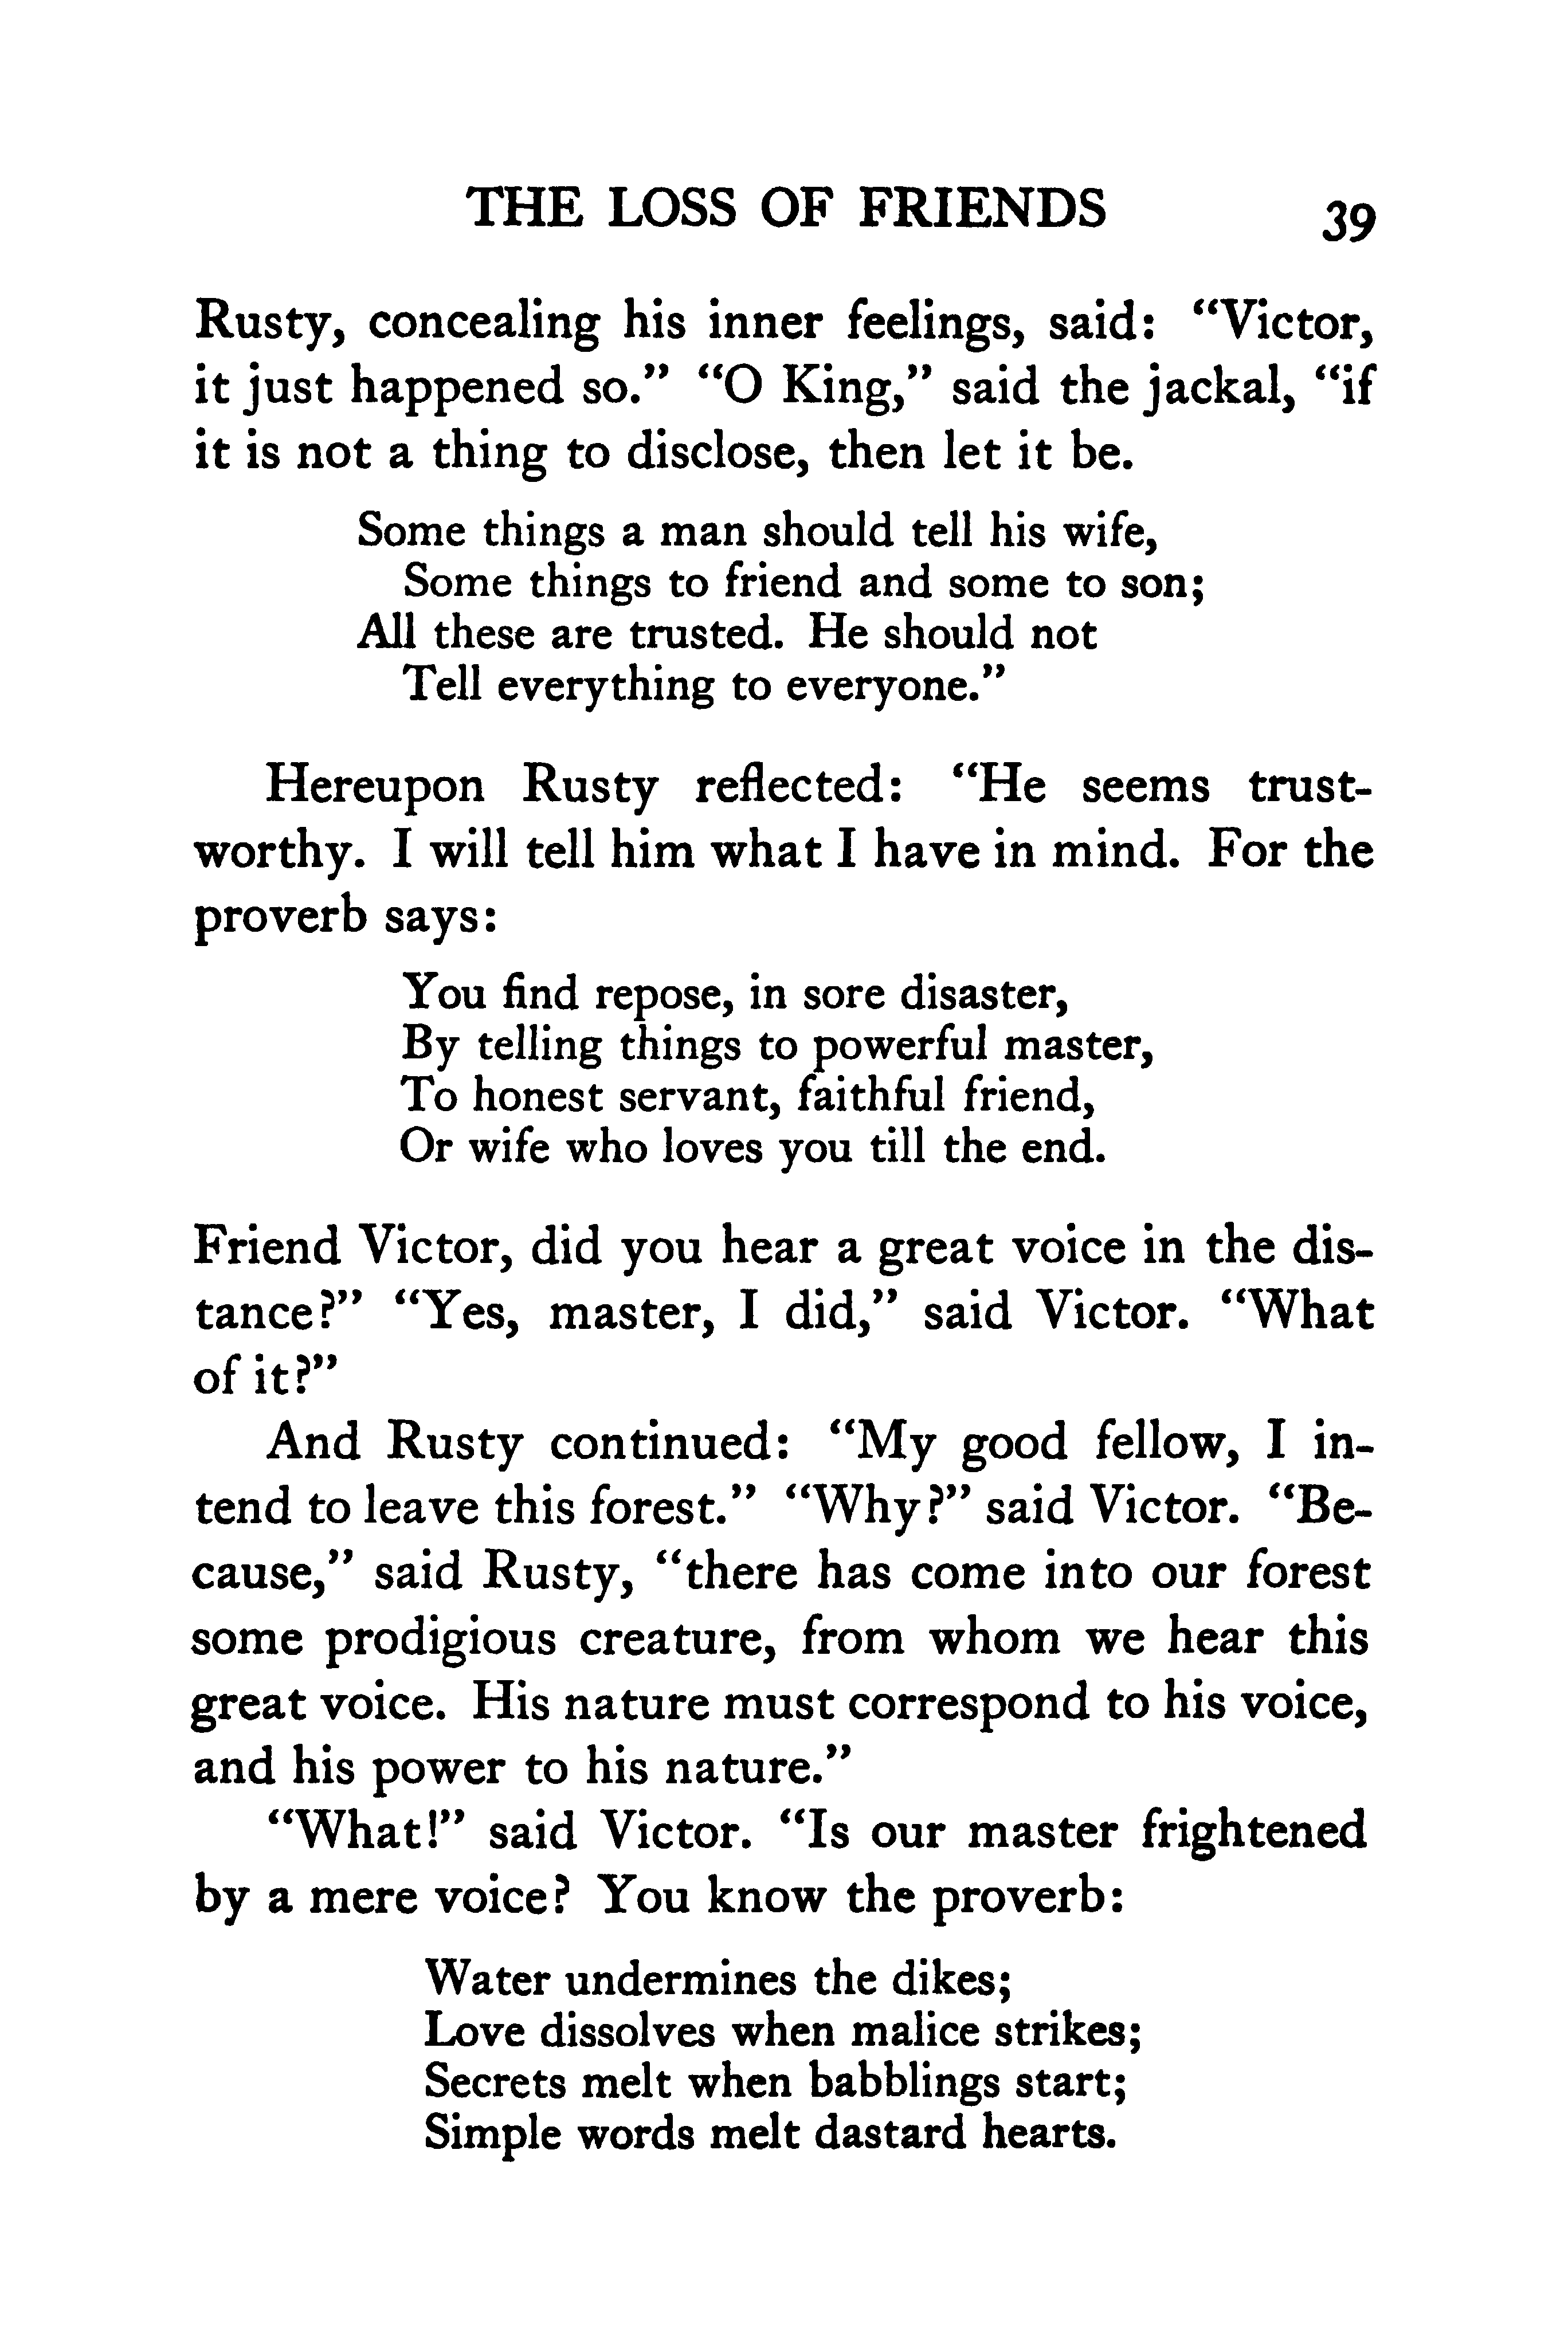 THE LOSS OF FRIENDS 39
Rusty, concealing his inner feelings, said: “Victor,
it just happened so.” “O King,” said the jackal, “if
it is not a thing to disclose, then let it be.
Some things a man should tell his wife,
Some things to friend and some to son;
All these are trusted. He should not
Tell everything to everyone.”
Hereupon Rusty reflected: “He seems trust-
worthy. I will tell him what I have in mind. For the
proverb says:
You find repose, in sore disaster,
By telling things to powerful master,
To honest servant, faithful friend,
Or wife who loves you till the end.
Friend Victor, did you hear a great voice in the dis-
tance?” “Yes, master, I did,” said Victor. “What
of it?”
And Rusty continued: “My good fellow, I in-
tend to leave this forest.” “Why?” said Victor. “Be-
cause,” said Rusty, “there has come into our forest
some prodigious creature, from whom we hear this
great voice. His nature must correspond to his voice,
and his power to his nature.”
“What!” said Victor. “Is our master frightened
by a mere voice? You know the proverb:
Water undermines the dikes;
Love dissolves when malice strikes;
Secrets melt when babblings start;
Simple words melt dastard hearts.